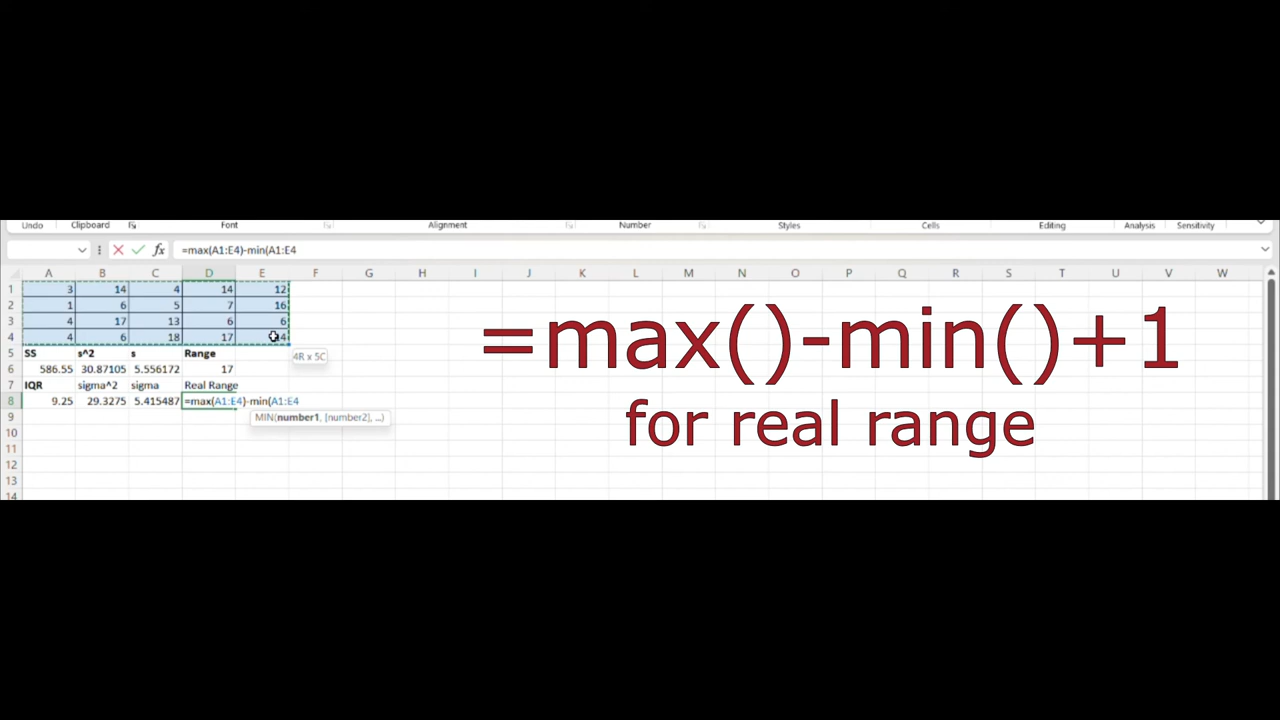 Undo Clipboard Font Alignment Number Styles Cells Editing Analysis Sensitivity
fx =max(A1:E4)-min(A1:E4
A B C D E F G H I J K L M N O P Q R S T U V W
1 3 14 4 14 12
2 1 6 5 7 16
3 4 17 13 6 6
4 4 6 18 17
5 SS s^2 s Range
4R x 5C
6 586.55 30.87105 5.556172 17
7 IQR sigma^2 sigma Real Range
8 9.25 29.3275 5.415487 =max(A1:E4)-min(A1:E4
9 MIN(number1, [number2], ...)
10
11
12
13
14
=max()-min()+1
for real range